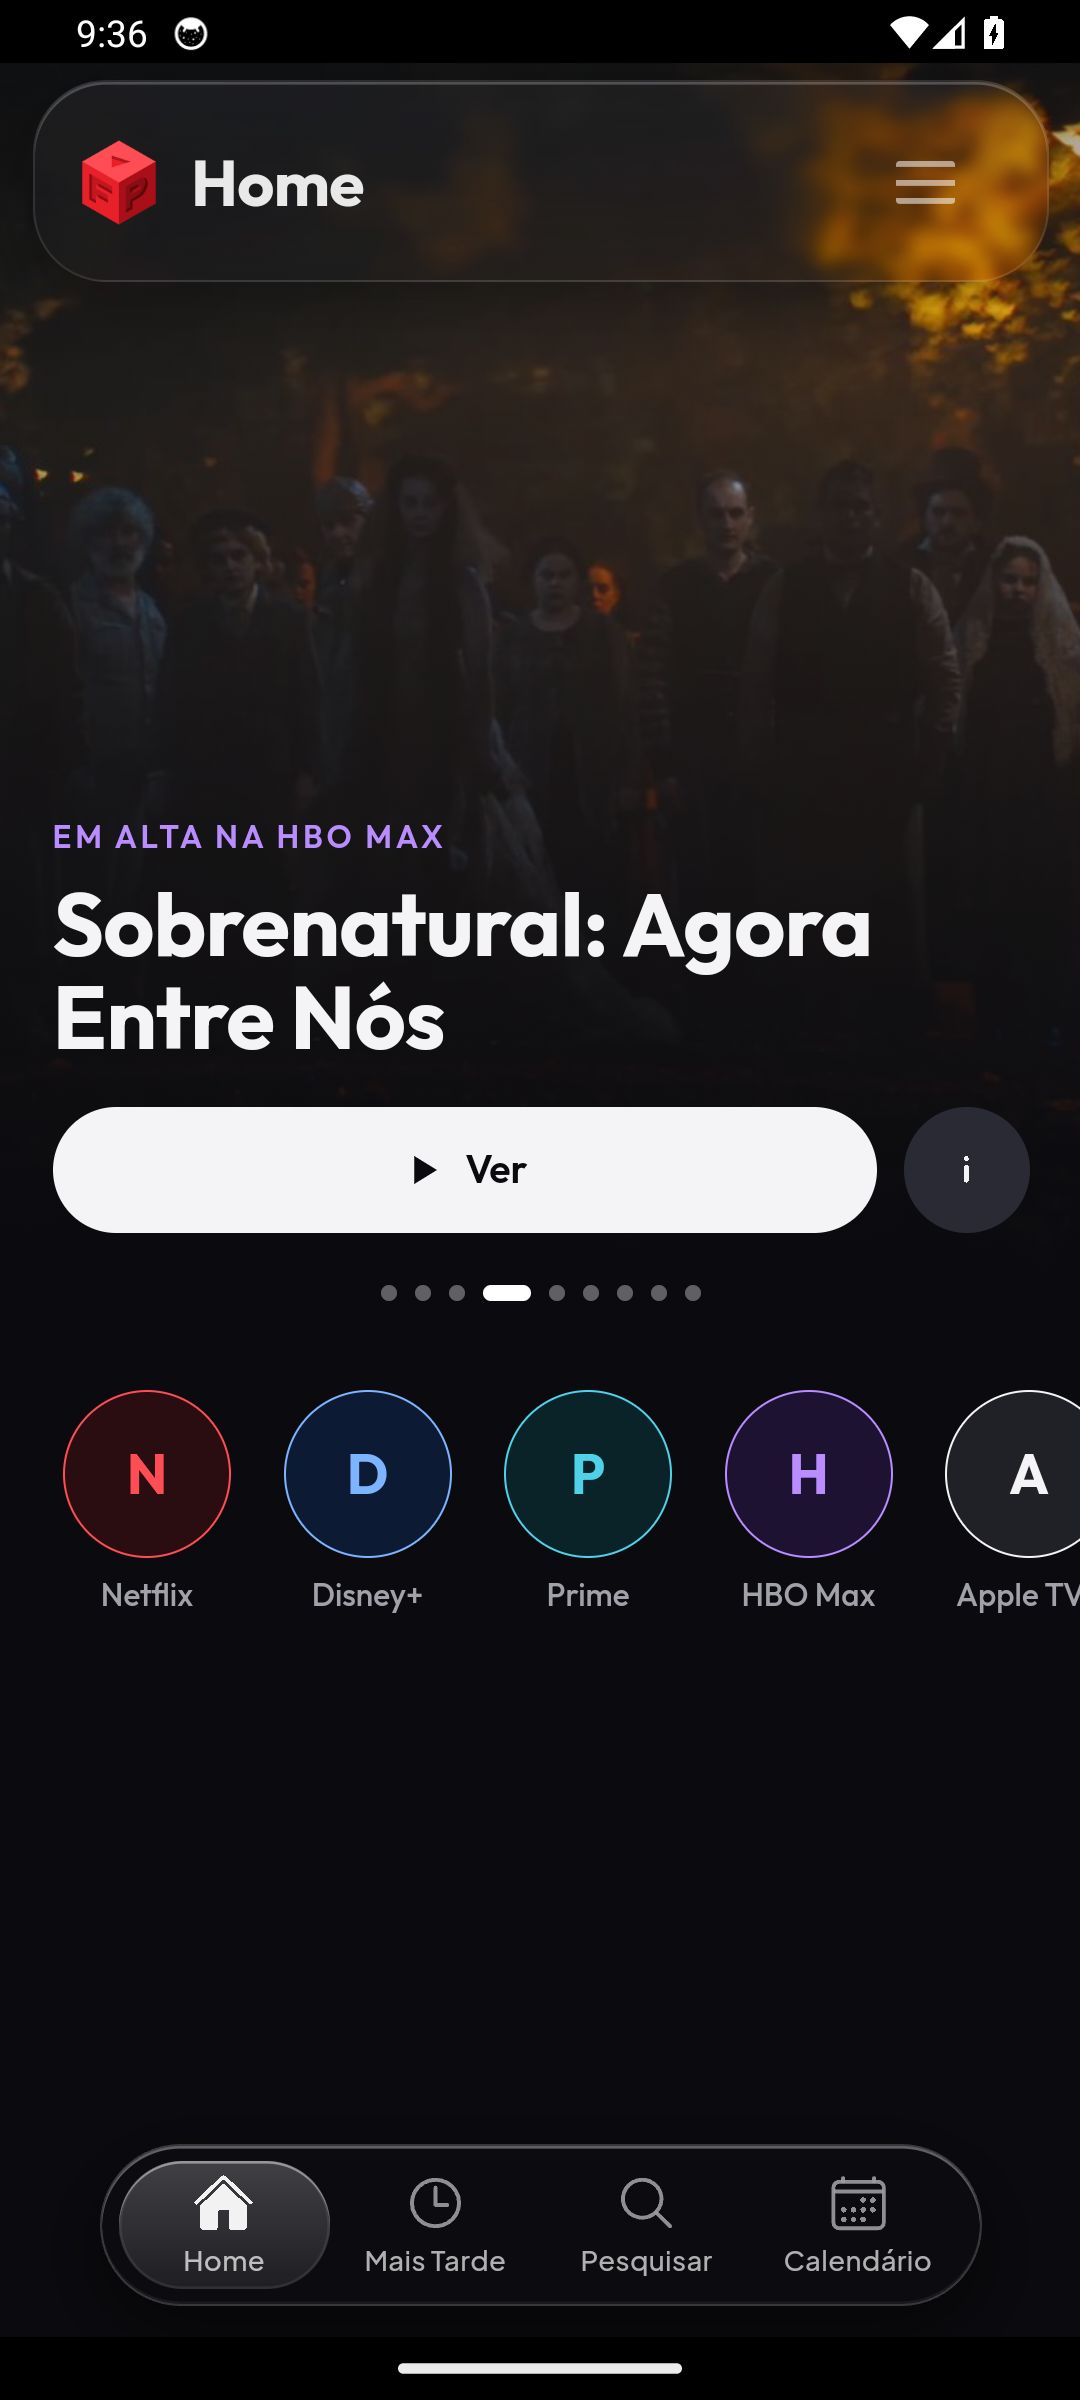 9:36
Home
EM ALTA NA HBO MAX
Sobrenatural: Agora
Entre Nós
Ver
i
N
D
P
H
A
Netflix
Disney+
Prime
HBO Max
Apple TV
Home
Mais Tarde
Pesquisar
Calendário